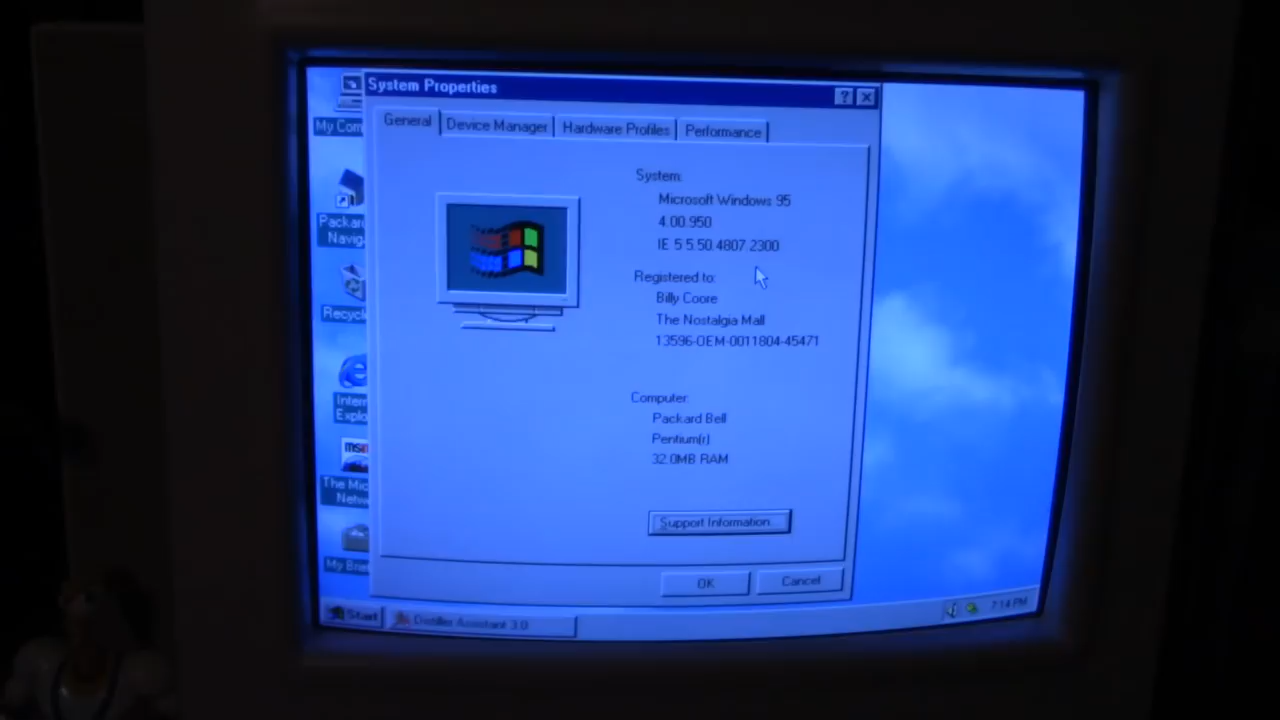 System Properties
General
Device Manager
Hardware Profiles
Performance
System:
Microsoft Windows 95
4.00.950
IE 5 5.50.4807.2300
Registered to:
Billy Coore
The Nostalgia Mall
13596-OEM-0011804-45471
Computer:
Packard Bell
Pentium(r)
32.0MB RAM
Support Information...
OK
Cancel
My Com
Packar
Navig
Recycl
Intern
Explo
msn
The Mic
Netw
My Brie
Start
Distiller Assistant 3.0
7:14 PM